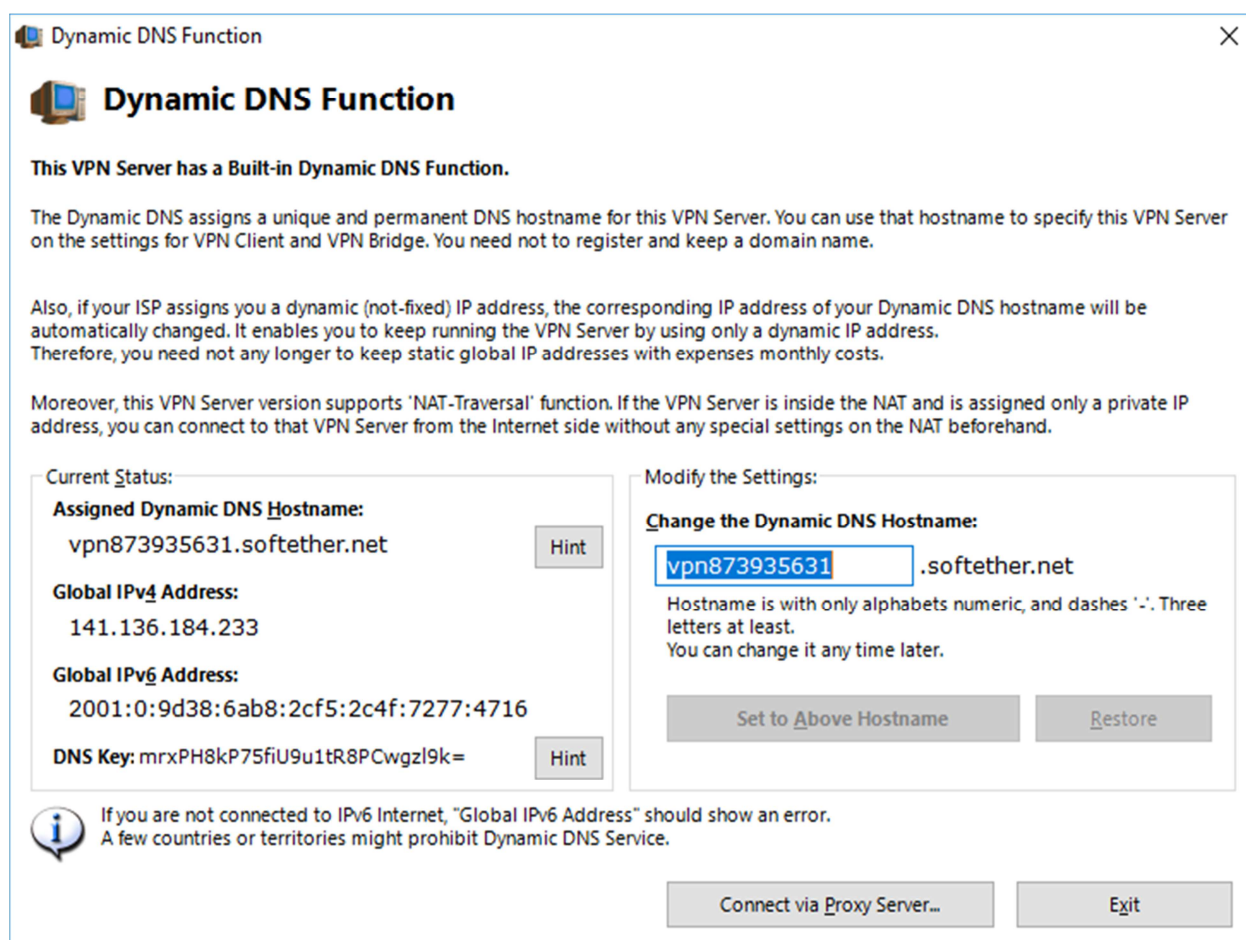 Dynamic DNS Function
Dynamic DNS Function
This VPN Server has a Built-in Dynamic DNS Function.
The Dynamic DNS assigns a unique and permanent DNS hostname for this VPN Server. You can use that hostname to specify this VPN Server
on the settings for VPN Client and VPN Bridge. You need not to register and keep a domain name.
Also, if your ISP assigns you a dynamic (not-fixed) IP address, the corresponding IP address of your Dynamic DNS hostname will be
automatically changed. It enables you to keep running the VPN Server by using only a dynamic IP address.
Therefore, you need not any longer to keep static global IP addresses with expenses monthly costs.
Moreover, this VPN Server version supports 'NAT-Traversal' function. If the VPN Server is inside the NAT and is assigned only a private IP
address, you can connect to that VPN Server from the Internet side without any special settings on the NAT beforehand.
Current Status:
Assigned Dynamic DNS Hostname:
vpn873935631.softether.net
Hint
Global IPv4 Address:
141.136.184.233
Global IPv6 Address:
2001:0:9d38:6ab8:2cf5:2c4f:7277:4716
DNS Key: mrxPH8kP75fiU9u1tR8PCwgzl9k=
Hint
Modify the Settings:
Change the Dynamic DNS Hostname:
vpn873935631 .softether.net
Hostname is with only alphabets numeric, and dashes '-'. Three
letters at least.
You can change it any time later.
Set to Above Hostname
Restore
If you are not connected to IPv6 Internet, "Global IPv6 Address" should show an error.
A few countries or territories might prohibit Dynamic DNS Service.
Connect via Proxy Server...
Exit